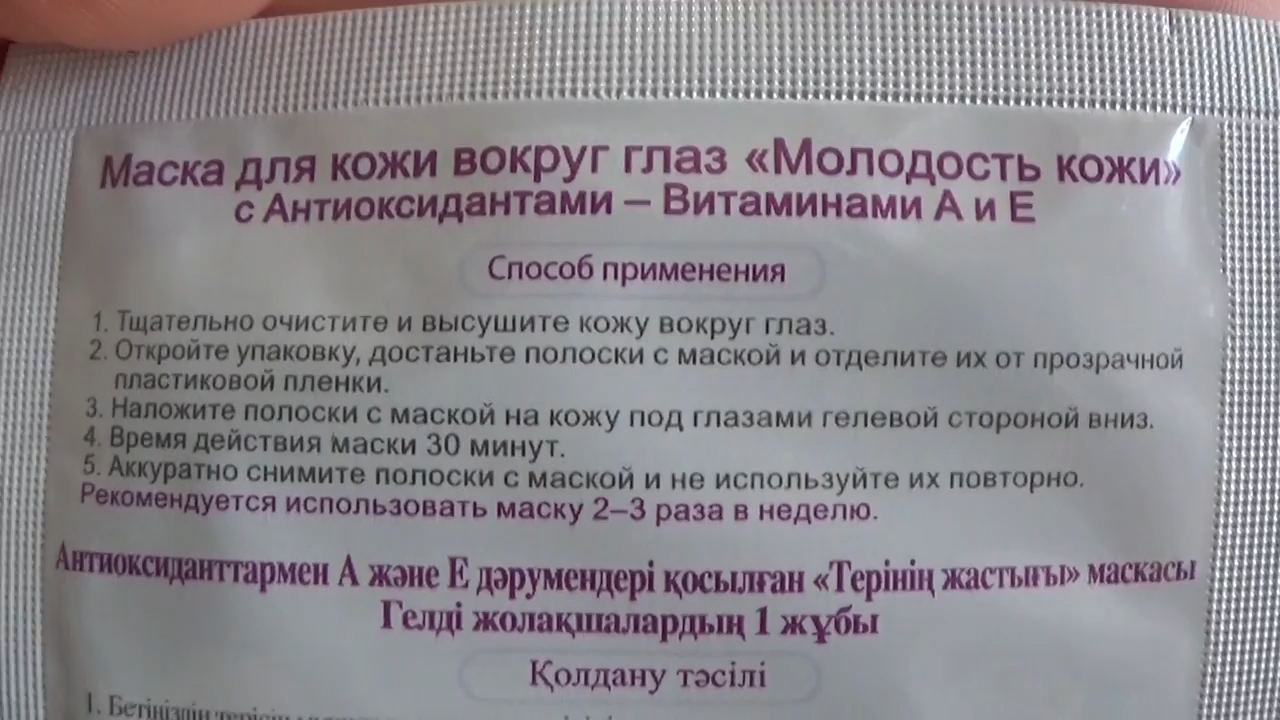 Маска для кожи вокруг глаз «Молодость кожи»
с Антиоксидантами – Витаминами А и Е
Способ применения
1. Тщательно очистите и высушите кожу вокруг глаз.
2. Откройте упаковку, достаньте полоски с маской и отделите их от прозрачной
пластиковой пленки.
3. Наложите полоски с маской на кожу под глазами гелевой стороной вниз.
4. Время действия маски 30 минут.
5. Аккуратно снимите полоски с маской и не используйте их повторно.
Рекомендуется использовать маску 2–3 раза в неделю.
Антиоксиданттармен А және Е дәрумендері қосылған «Терінің жастығы» маскасы
Гелді жолақшалардың 1 жұбы
Қолдану тәсілі
1. Бетіңіздің